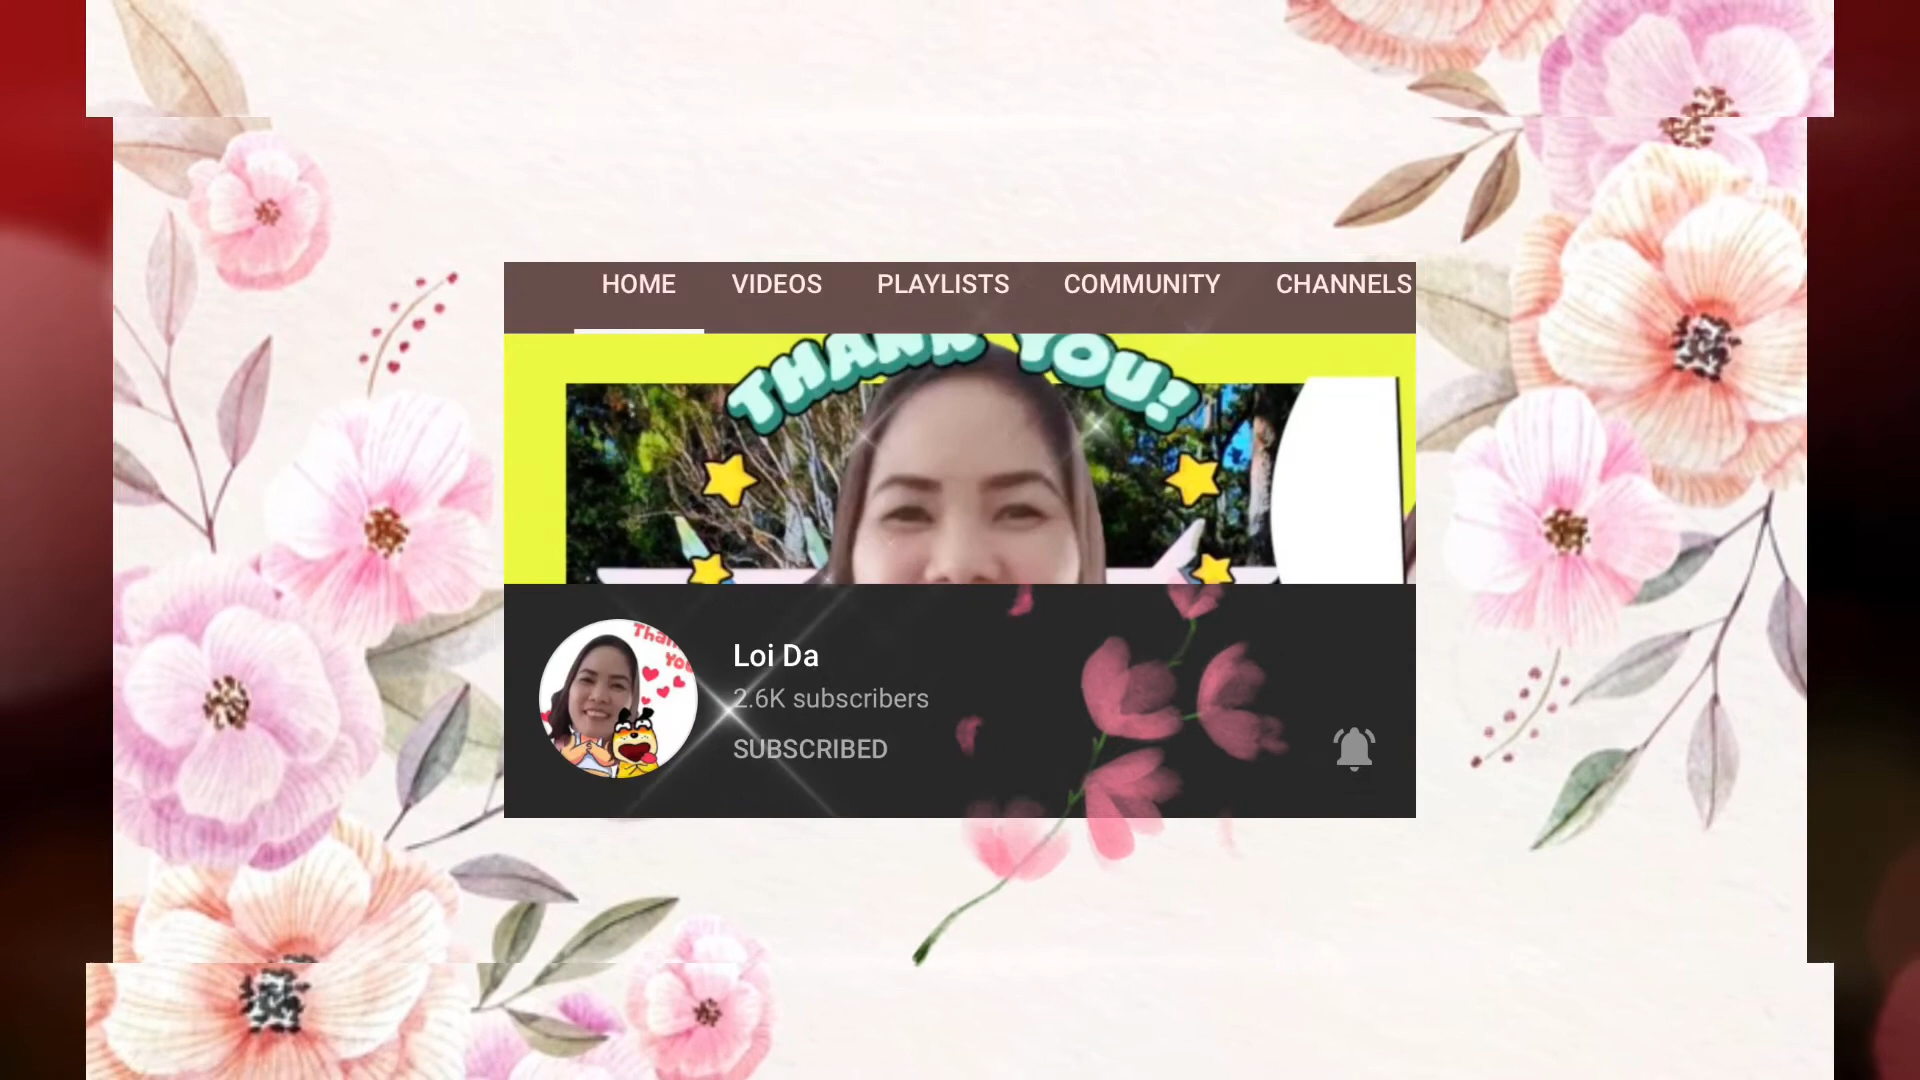 HOME VIDEOS PLAYLISTS COMMUNITY CHANNELS
THANK YOU!
Loi Da
2.6K subscribers
SUBSCRIBED